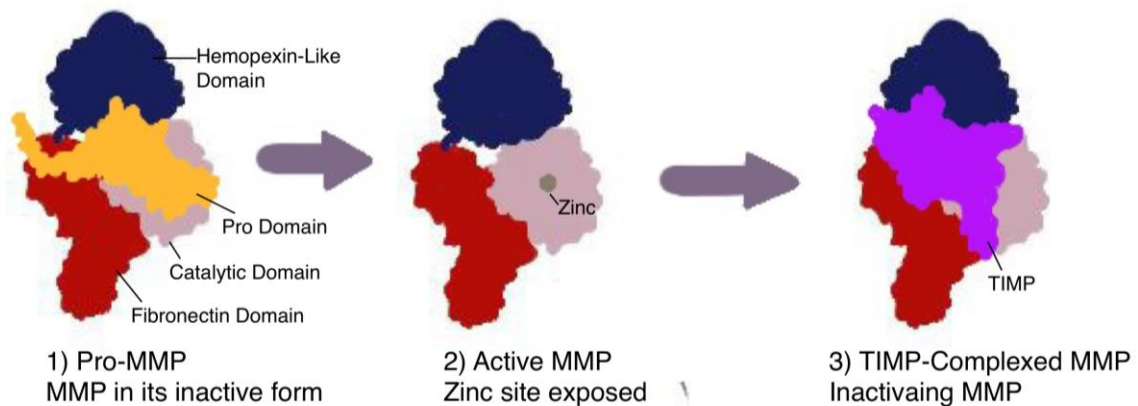 Hemopexin-Like
Domain
Pro Domain
Catalytic Domain
Fibronectin Domain
1) Pro-MMP
MMP in its inactive form
Zinc
2) Active MMP
Zinc site exposed
TIMP
3) TIMP-Complexed MMP
Inactivaing MMP